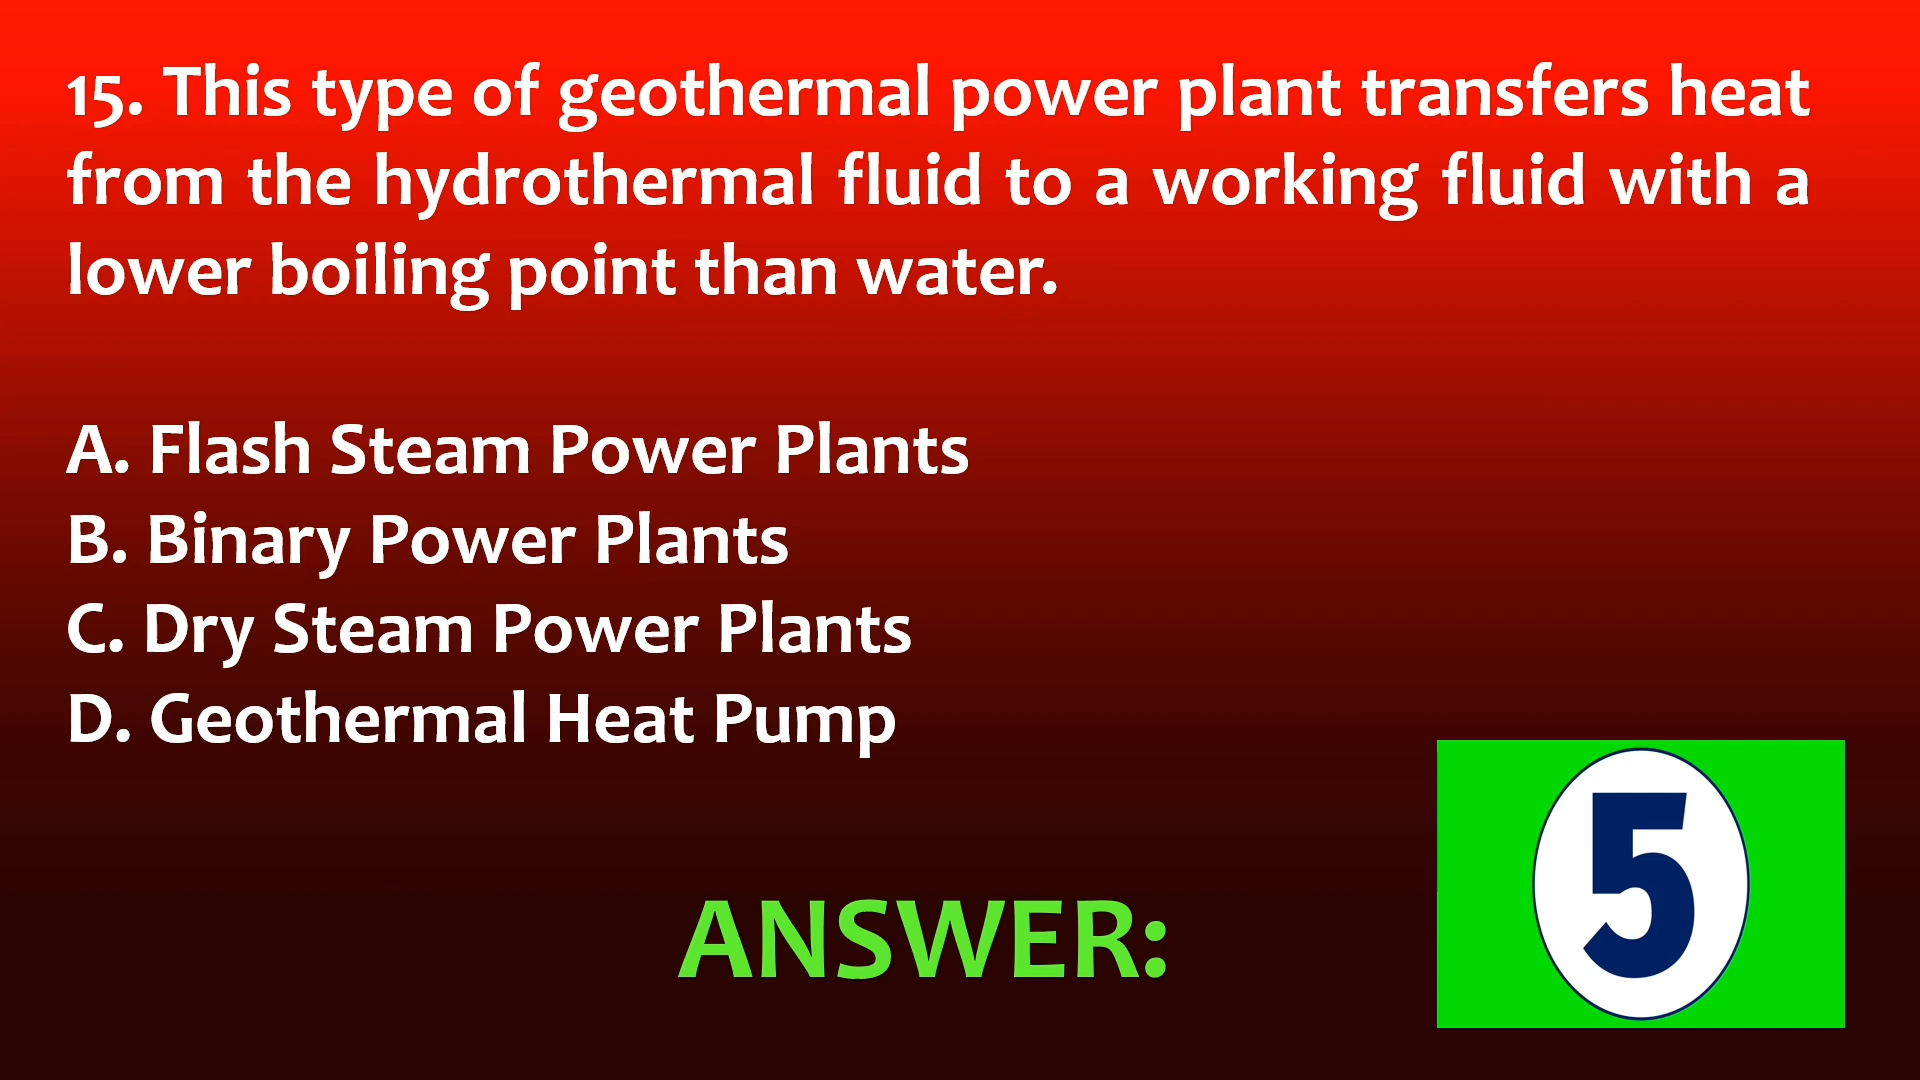 15. This type of geothermal power plant transfers heat
from the hydrothermal fluid to a working fluid with a
lower boiling point than water.
A. Flash Steam Power Plants
B. Binary Power Plants
C. Dry Steam Power Plants
D. Geothermal Heat Pump
ANSWER:
5